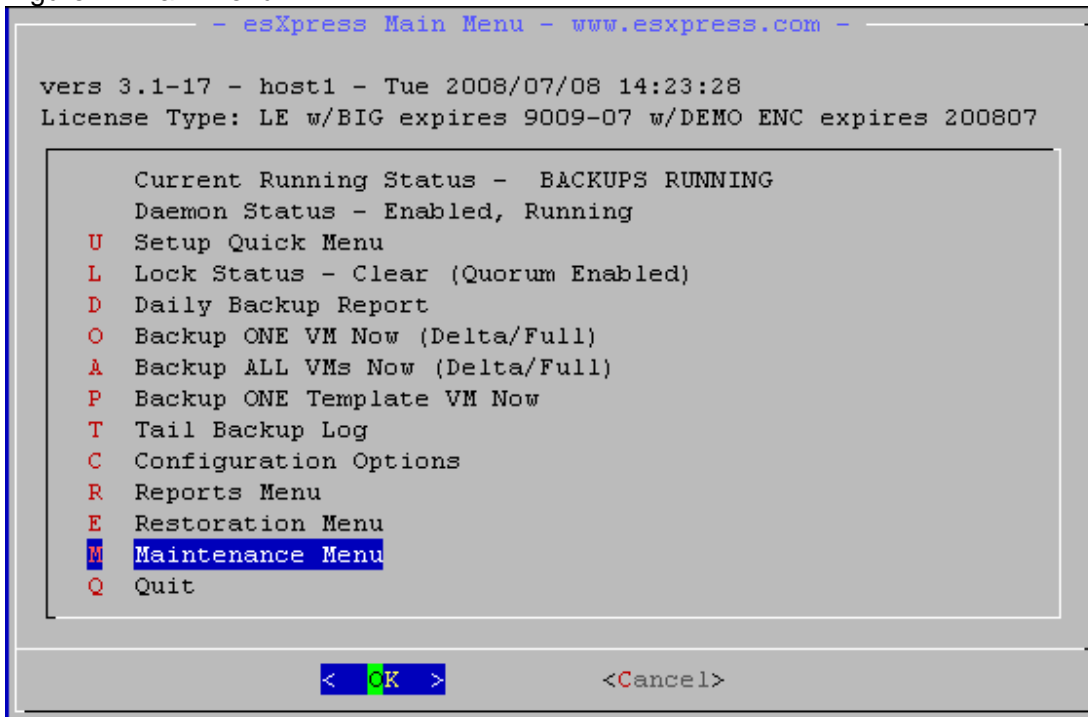 - esXpress Main Menu - www.esxpress.com -
vers 3.1-17 - host1 - Tue 2008/07/08 14:23:28
License Type: LE w/BIG expires 9009-07 w/DEMO ENC expires 200807
Current Running Status - BACKUPS RUNNING
Daemon Status - Enabled, Running
U Setup Quick Menu
L Lock Status - Clear (Quorum Enabled)
D Daily Backup Report
O Backup ONE VM Now (Delta/Full)
A Backup ALL VMs Now (Delta/Full)
P Backup ONE Template VM Now
T Tail Backup Log
C Configuration Options
R Reports Menu
E Restoration Menu
M Maintenance Menu
Q Quit
< OK > <Cancel>